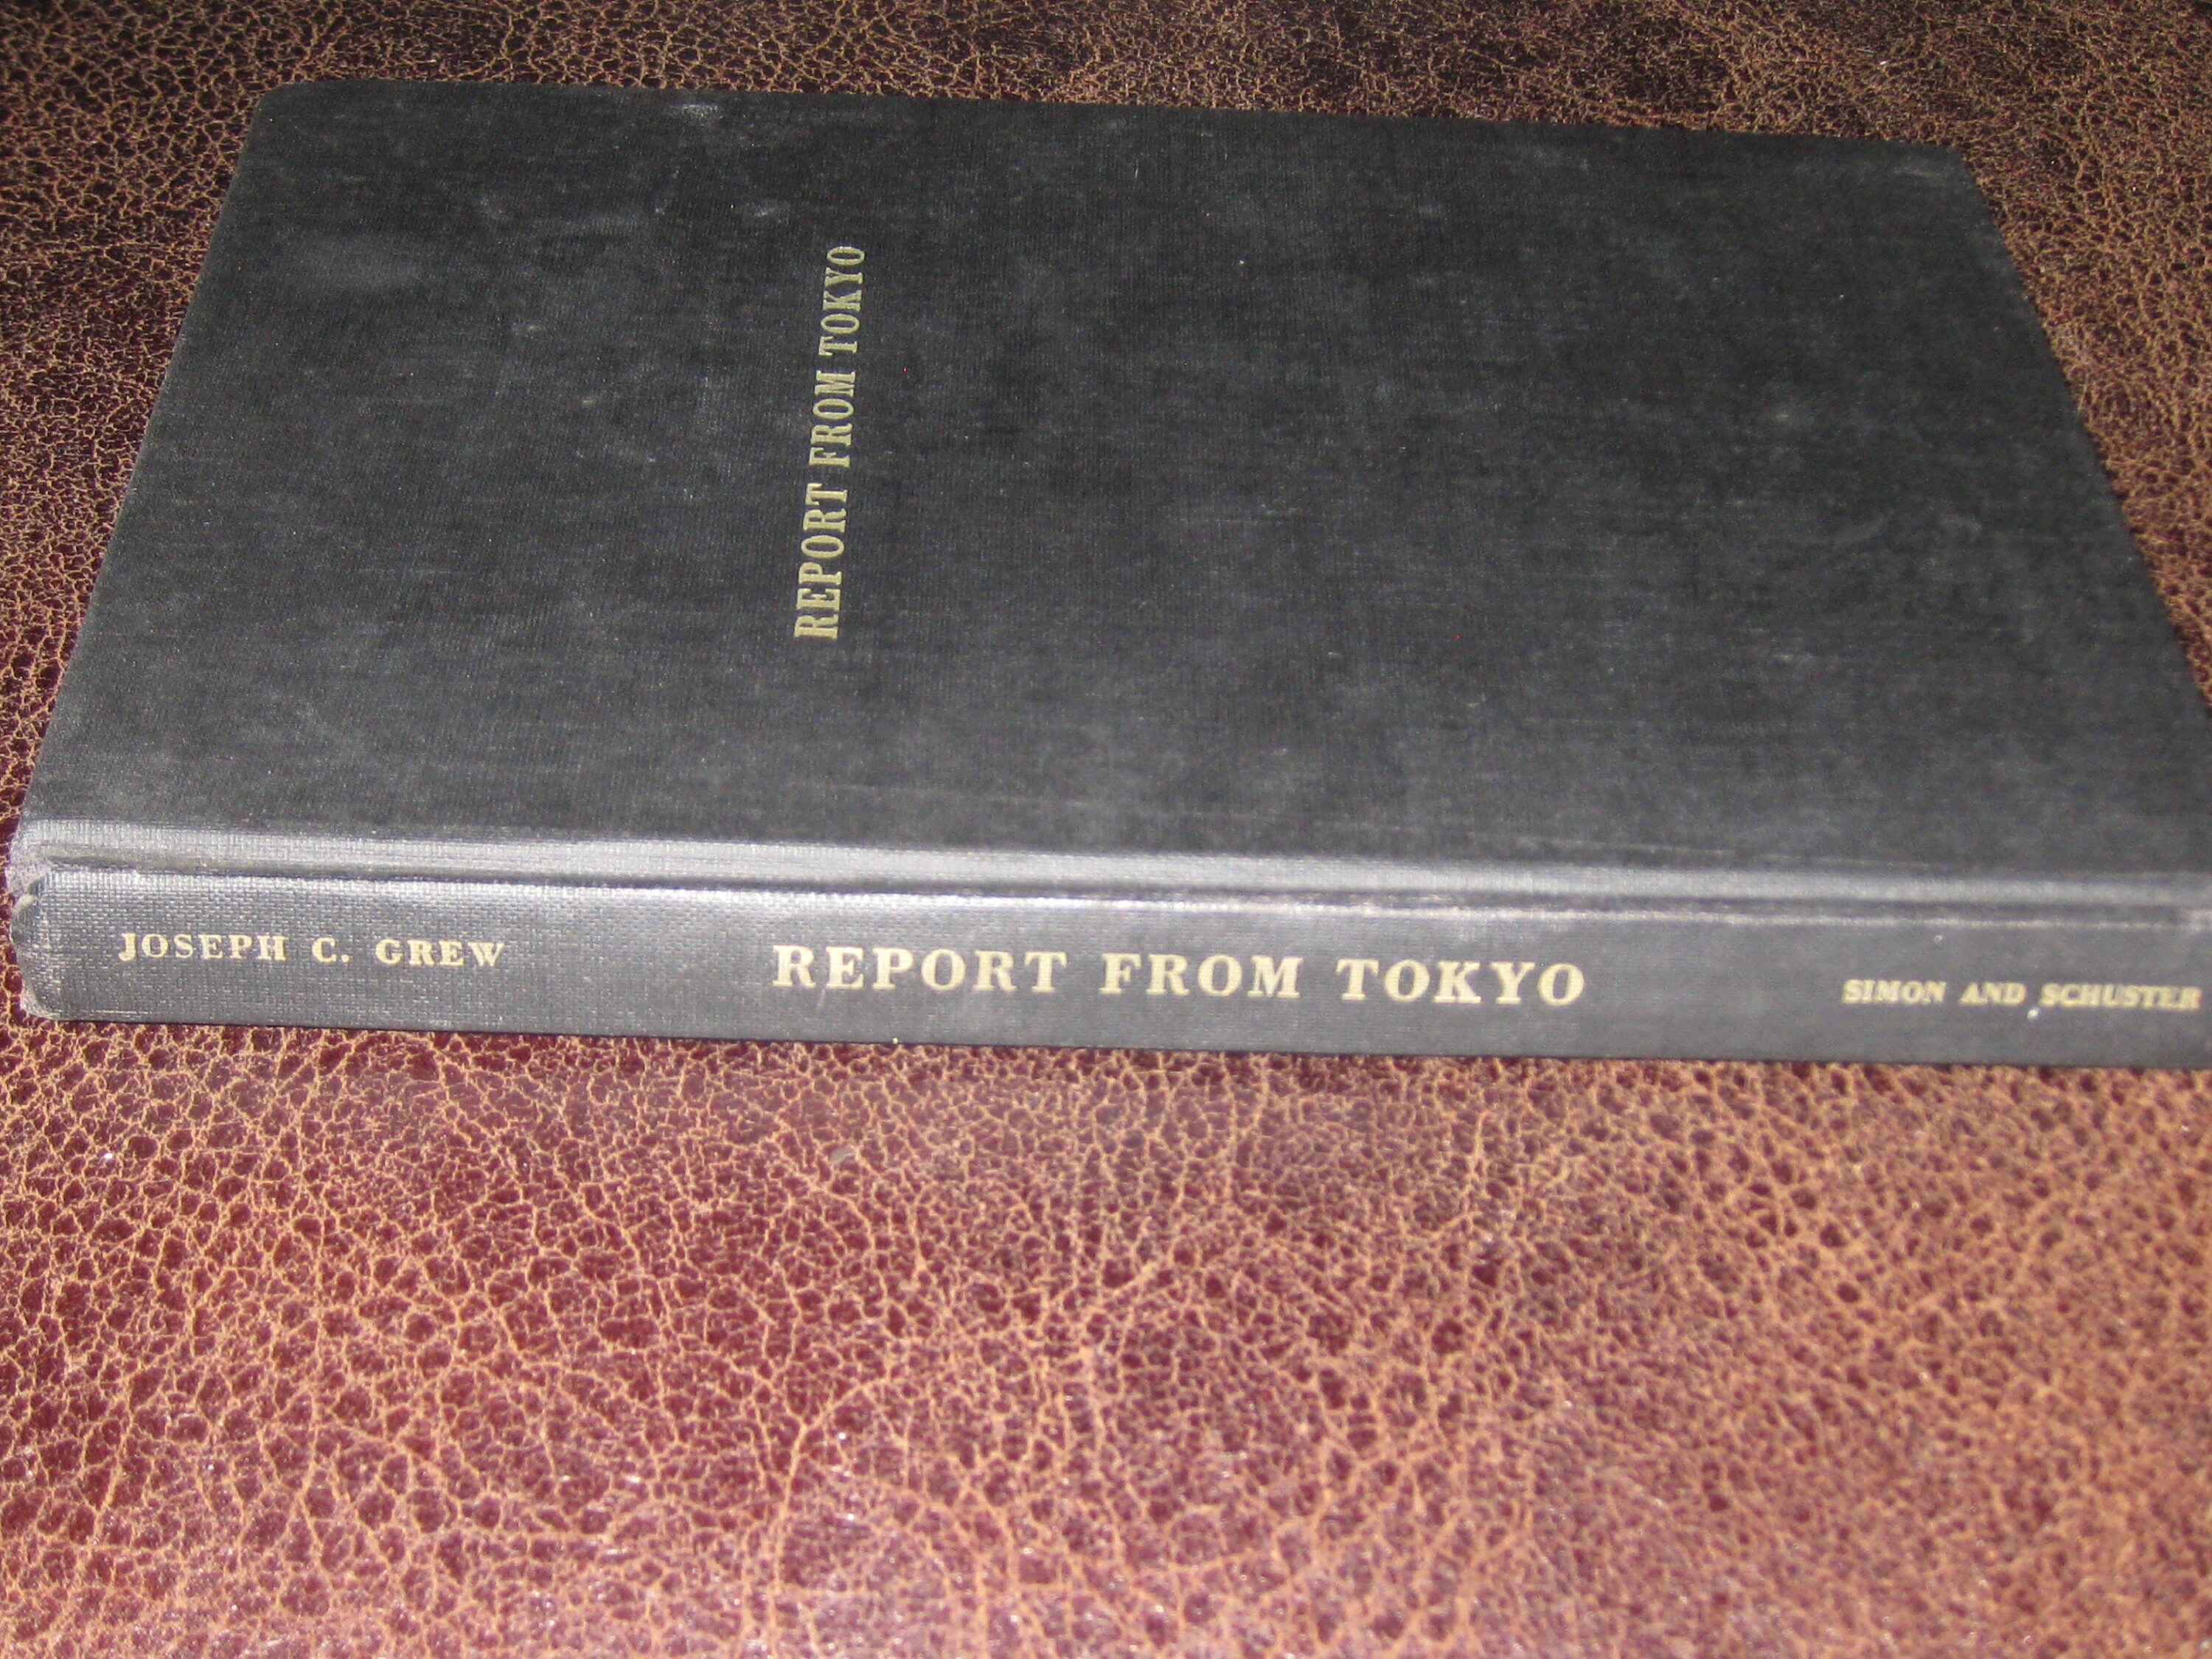 REPORT FROM TOKYO
JOSEPH C. GREW
REPORT FROM TOKYO
SIMON AND SCHUSTER